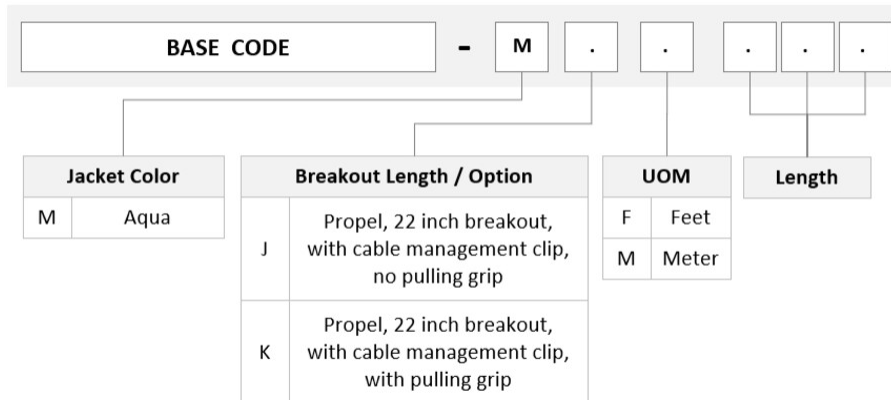 BASE CODE - M . . . . .
Jacket Color
M Aqua
Breakout Length / Option
J Propel, 22 inch breakout,
with cable management clip,
no pulling grip
K Propel, 22 inch breakout,
with cable management clip,
with pulling grip
UOM
F Feet
M Meter
Length